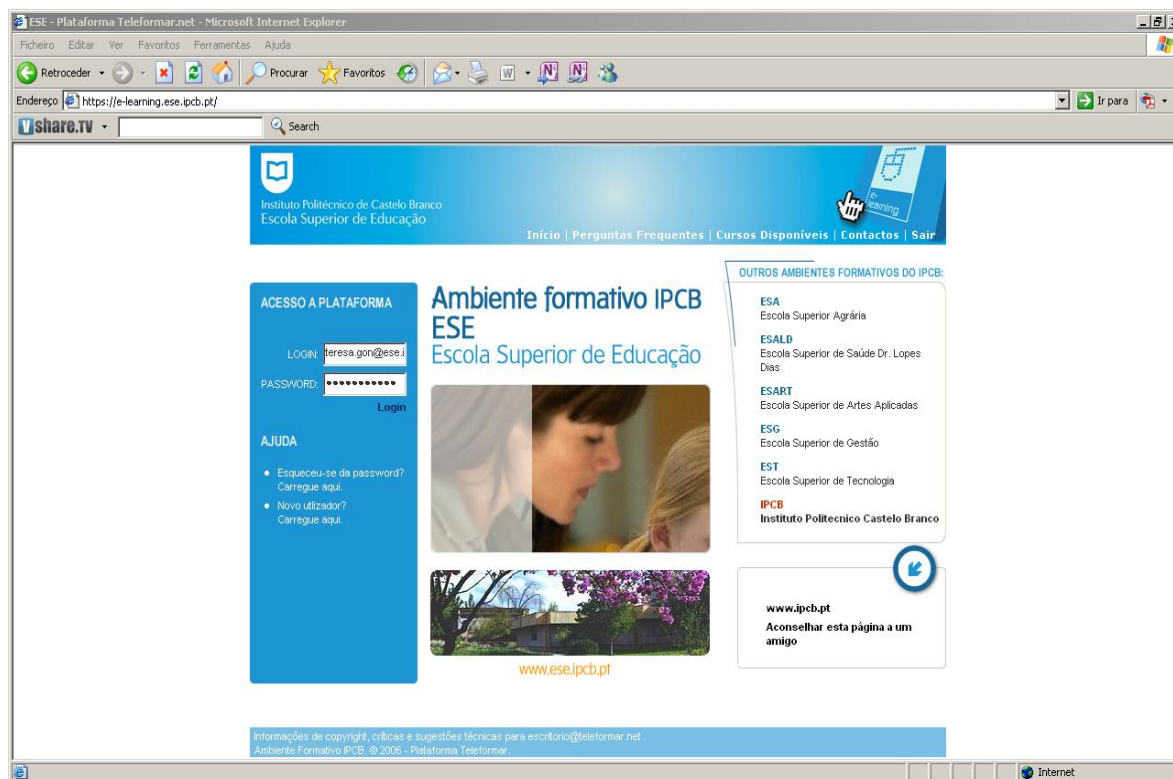 ESE - Plataforma Teleformar.net - Microsoft Internet Explorer
Ficheiro Editar Ver Favoritos Ferramentas Ajuda
Retroceder Procurar Favoritos
Endereço https://e-learning.ese.ipcb.pt/ Ir para
Vshare.TV Search
Instituto Politécnico de Castelo Branco
Escola Superior de Educação
e-learning
Início | Perguntas Frequentes | Cursos Disponíveis | Contactos | Sair
ACESSO A PLATAFORMA
LOGIN: teresa.gon@ese.i
PASSWORD:
Login
AJUDA
Esqueceu-se da password?
Carregue aqui.
Novo utlizador?
Carregue aqui.
Ambiente formativo IPCB
ESE
Escola Superior de Educação
www.ese.ipcb.pt
OUTROS AMBIENTES FORMATIVOS DO IPCB:
ESA
Escola Superior Agrária
ESALD
Escola Superior de Saúde Dr. Lopes
Dias
ESART
Escola Superior de Artes Aplicadas
ESG
Escola Superior de Gestão
EST
Escola Superior de Tecnologia
IPCB
Instituto Politecnico Castelo Branco
www.ipcb.pt
Aconselhar esta página a um
amigo
Informações de copyright, críticas e sugestões técnicas para escritorio@teleformar.net .
Ambiente Formativo IPCB. © 2006 - Plataforma Teleformar.
Internet